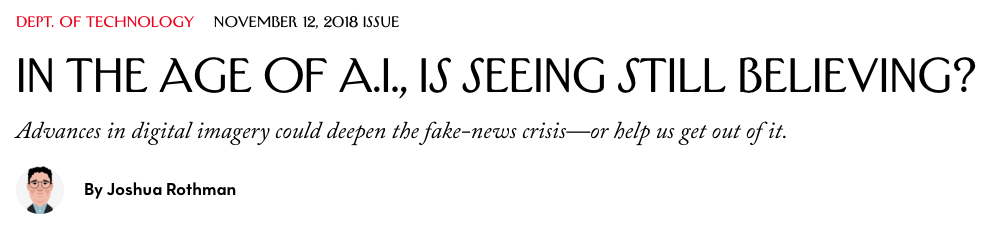 DEPT. OF TECHNOLOGY NOVEMBER 12, 2018 ISSUE
IN THE AGE OF A.I., IS SEEING STILL BELIEVING?
Advances in digital imagery could deepen the fake-news crisis—or help us get out of it.
By Joshua Rothman